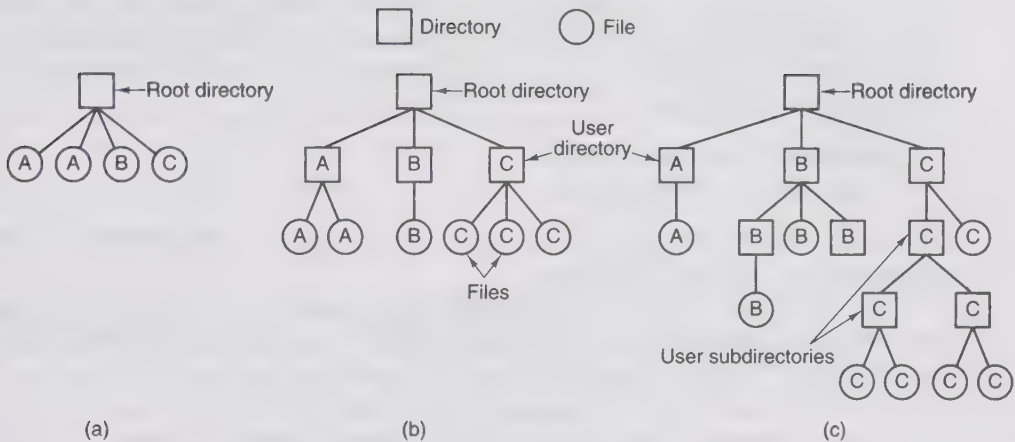 Directory File
Root directory Root directory Root directory
User
directory
A B C A B C
A A B C
A A B C C C A B B B C C
Files
B C C
User subdirectories
C C C C
(a) (b) (c)